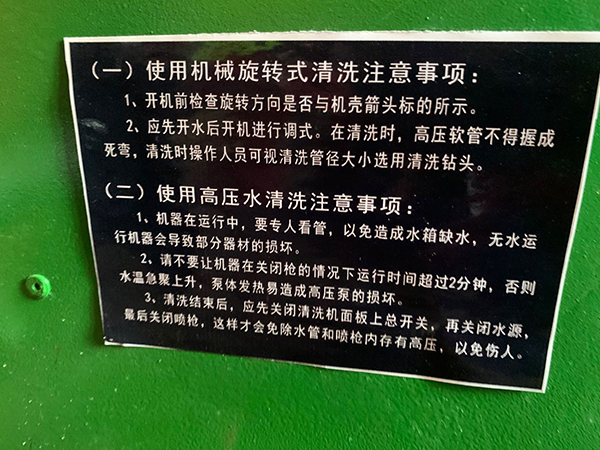 （一）使用机械旋转式清洗注意事项：
1、开机前检查旋转方向是否与机壳箭头标的所示。
2、应先开水后开机进行调式。在清洗时，高压软管不得握成
死弯，清洗时操作人员可视清洗管径大小选用清洗钻头。
（二）使用高压水清洗注意事项：
1、机器在运行中，要专人看管，以免造成水箱缺水，无水运
行机器会导致部分器材的损坏。
2、请不要让机器在关闭枪的情况下运行时间超过2分钟，否则
水温急聚上升，泵体发热易造成高压泵的损坏。
3、清洗结束后，应先关闭清洗机面板上总开关，再关闭水源，
最后关闭喷枪，这样才会免除水管和喷枪内存有高压，以免伤人。